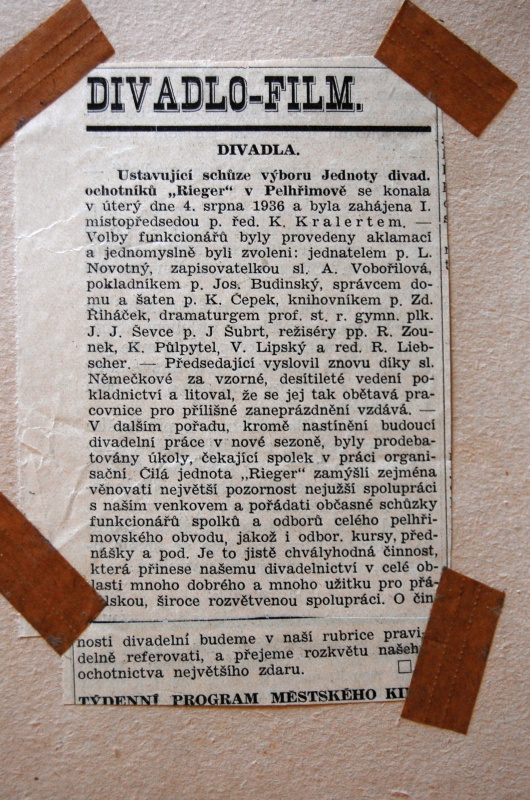 DIVADLO-FILM.
DIVADLA.
Ustavující schůze výboru Jednoty divad.
ochotníků „Rieger“ v Pelhřimově se konala
v úterý dne 4. srpna 1936 a byla zahájena I.
místopředsedou p. řed. K. Kralertem. —
Volby funkcionářů byly provedeny aklamací
a jednomyslně byli zvoleni: jednatelem p. L.
Novotný, zapisovatelkou sl. A. Vobořilová,
pokladníkem p. Jos. Budinský, správcem do-
mu a šaten p. K. Čepek, knihovníkem p. Zd.
Řiháček, dramaturgem prof. st. r. gymn. plk.
J. J. Ševce p. J Šubrt, režiséry pp. R. Zou-
nek, K. Půlpytel, V. Lipský a red. R. Lieb-
scher. — Předsedající vyslovil znovu díky sl.
Němečkové za vzorné, desítileté vedení po-
kladnictví a litoval, že se jej tak obětavá pra-
covnice pro přílišné zaneprázdnění vzdává. —
V dalším pořadu, kromě nastínění budoucí
divadelní práce v nové sezoně, byly prodeba-
továny úkoly, čekající spolek v práci organi-
sační. Čilá jednota „Rieger“ zamýšlí zejména
věnovati největší pozornost nejužší spolupráci
s naším venkovem a pořádati občasné schůzky
funkcionářů spolků a odborů celého pelhři-
movského obvodu, jakož i odbor. kursy, před-
nášky a pod. Je to jistě chvályhodná činnost,
která přinese našemu divadelnictví v celé ob-
lasti mnoho dobrého a mnoho užitku pro přá-
lskou, široce rozvětvenou spolupráci. O čin
nosti divadelní budeme v naší rubrice pravi-
delně referovati, a přejeme rozkvětu našeh
ochotnictva největšího zdaru.
TÝDENNÍ PROGRAM MĚSTSKÉHO KI